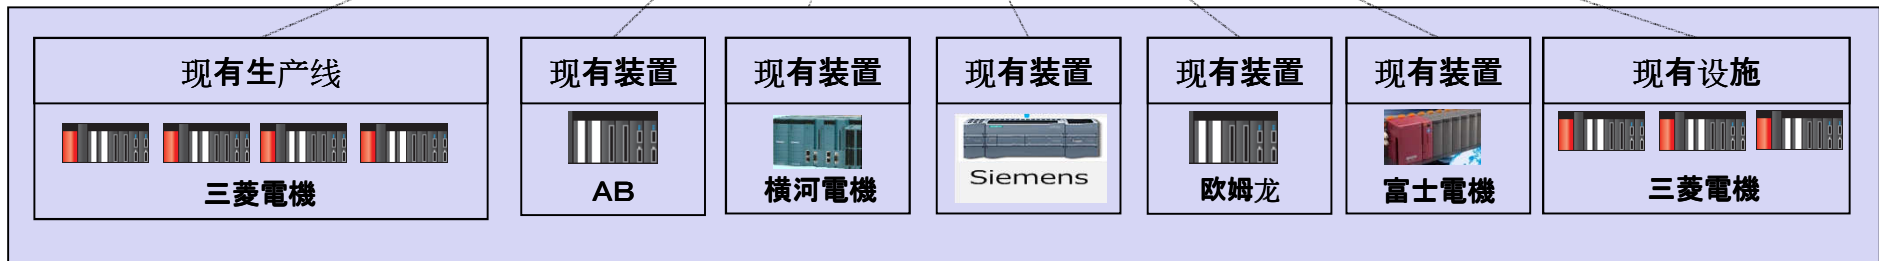 现有生产线
现有装置
现有装置
现有装置
现有装置
现有装置
现有设施
三菱電機
AB
横河電機
Siemens
欧姆龙
富士電機
三菱電機